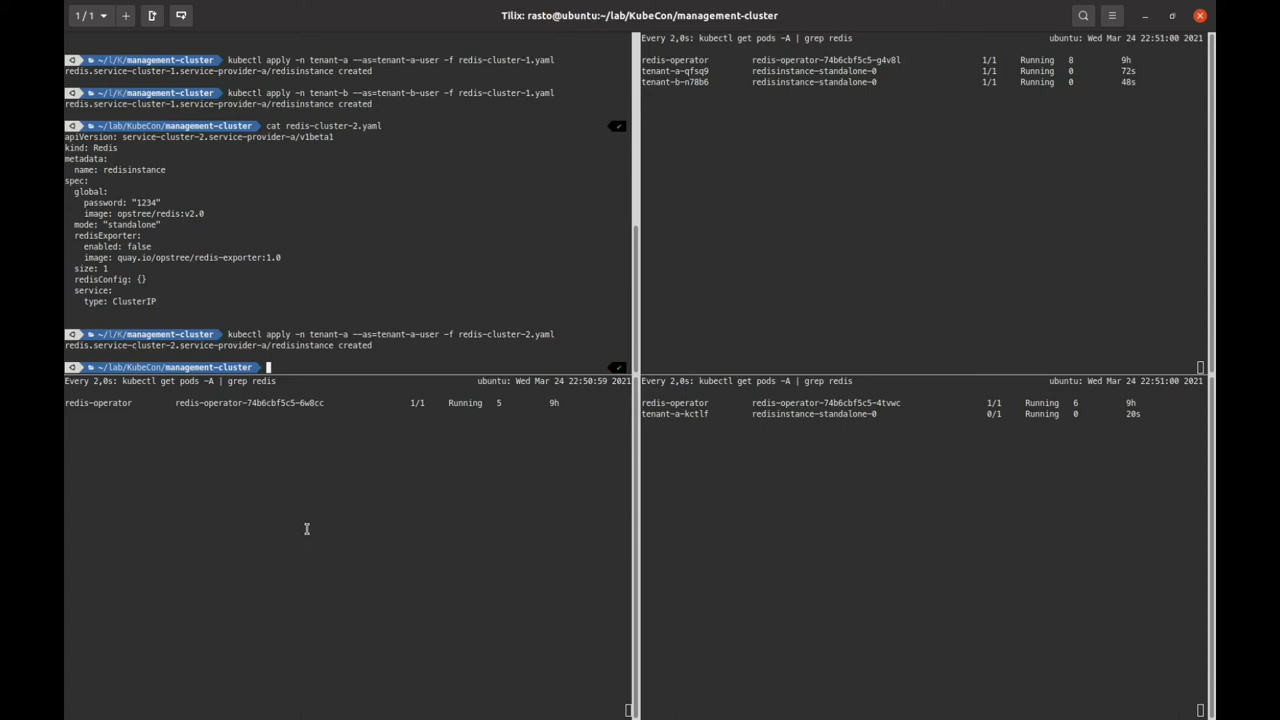 1 / 1
Tilix: rasto@ubuntu:~/lab/KubeCon/management-cluster
~/l/K/management-cluster kubectl apply -n tenant-a --as=tenant-a-user -f redis-cluster-1.yaml
redis.service-cluster-1.service-provider-a/redisinstance created
~/l/K/management-cluster kubectl apply -n tenant-b --as=tenant-b-user -f redis-cluster-1.yaml
redis.service-cluster-1.service-provider-a/redisinstance created
~/lab/KubeCon/management-cluster cat redis-cluster-2.yaml ✓
apiVersion: service-cluster-2.service-provider-a/v1beta1
kind: Redis
metadata:
name: redisinstance
spec:
global:
password: "1234"
image: opstree/redis:v2.0
mode: "standalone"
redisExporter:
enabled: false
image: quay.io/opstree/redis-exporter:1.0
size: 1
redisConfig: {}
service:
type: ClusterIP
~/l/K/management-cluster kubectl apply -n tenant-a --as=tenant-a-user -f redis-cluster-2.yaml
redis.service-cluster-2.service-provider-a/redisinstance created
~/lab/KubeCon/management-cluster ✓
Every 2,0s: kubectl get pods -A | grep redis ubuntu: Wed Mar 24 22:51:00 2021
redis-operator redis-operator-74b6cbf5c5-g4v8l 1/1 Running 8 9h
tenant-a-qfsq9 redisinstance-standalone-0 1/1 Running 0 72s
tenant-b-n78b6 redisinstance-standalone-0 1/1 Running 0 48s
Every 2,0s: kubectl get pods -A | grep redis ubuntu: Wed Mar 24 22:50:59 2021
redis-operator redis-operator-74b6cbf5c5-6w8cc 1/1 Running 5 9h
Every 2,0s: kubectl get pods -A | grep redis ubuntu: Wed Mar 24 22:51:00 2021
redis-operator redis-operator-74b6cbf5c5-4tvwc 1/1 Running 6 9h
tenant-a-kctlf redisinstance-standalone-0 0/1 Running 0 20s